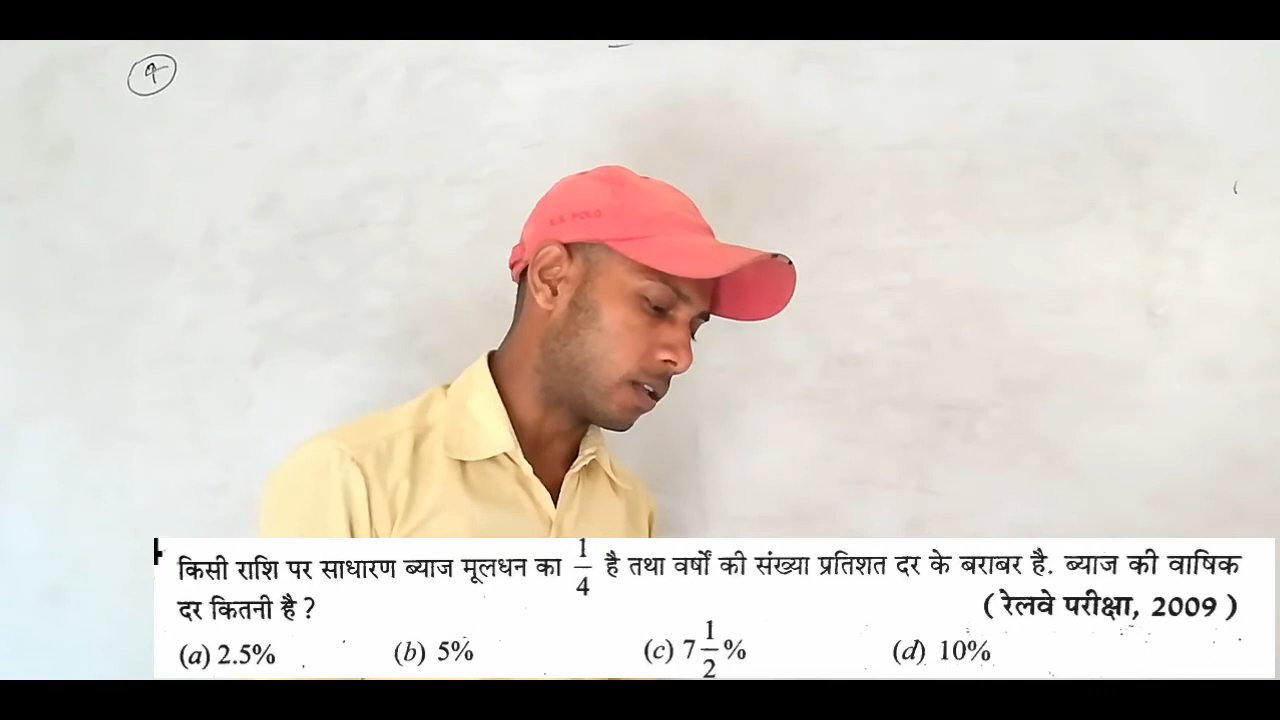 9
U.S. POLO
किसी राशि पर साधारण ब्याज मूलधन का 1/4 है तथा वर्षों की संख्या प्रतिशत दर के बराबर है. ब्याज की वाषिक
दर कितनी है ?
( रेलवे परीक्षा, 2009 )
(a) 2.5% (b) 5% (c) 7 1/2 % (d) 10%